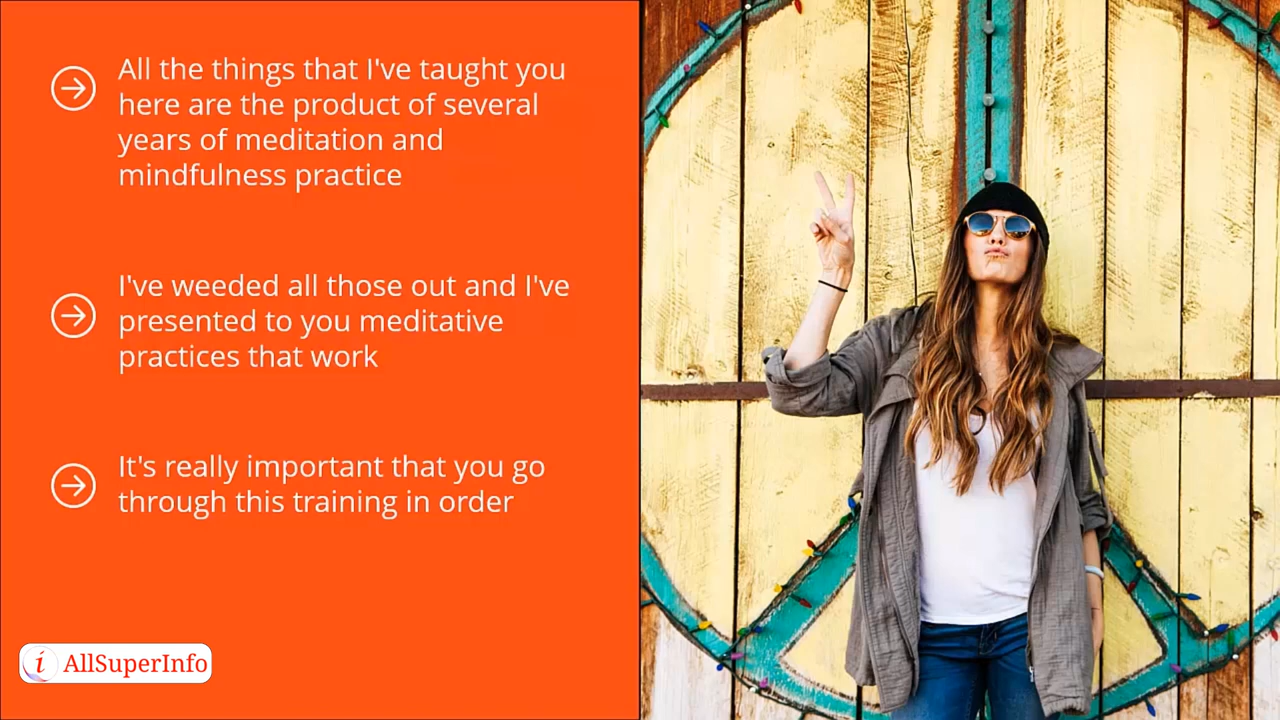 All the things that I've taught you
here are the product of several
years of meditation and
mindfulness practice
I've weeded all those out and I've
presented to you meditative
practices that work
It's really important that you go
through this training in order
i AllSuperInfo